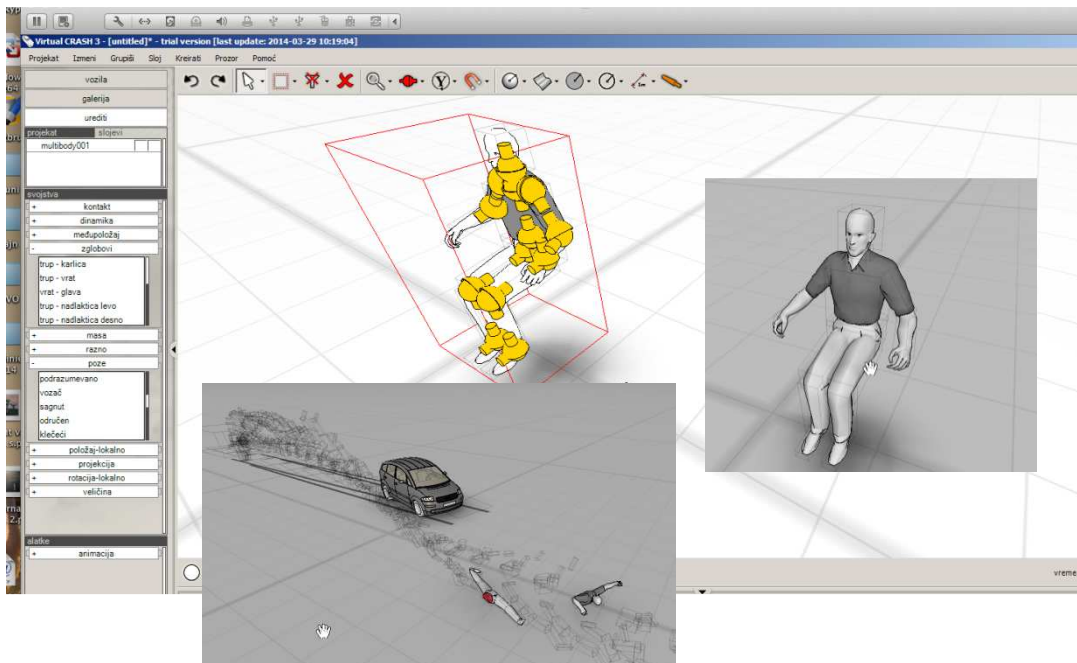 Virtual CRASH 3 - [untitled]* - trial version [last update: 2014-03-29 10:19:04]
Projekat Izmeni Grupiši Sloj Kreirati Prozor Pomoć
vozila
galerija
urediti
projekat slojevi
multibody001
svojstva
+ kontakt
+ dinamika
+ međupoložaj
- zglobovi
trup - karlica
trup - vrat
vrat - glava
trup - nadlaktica levo
trup - nadlaktica desno
+ masa
+ razno
- poze
podrazumevano
vozač
sagnut
odručen
klečeći
+ položaj-lokalno
+ projekcija
+ rotacija-lokalno
+ veličina
alatke
+ animacija
vreme